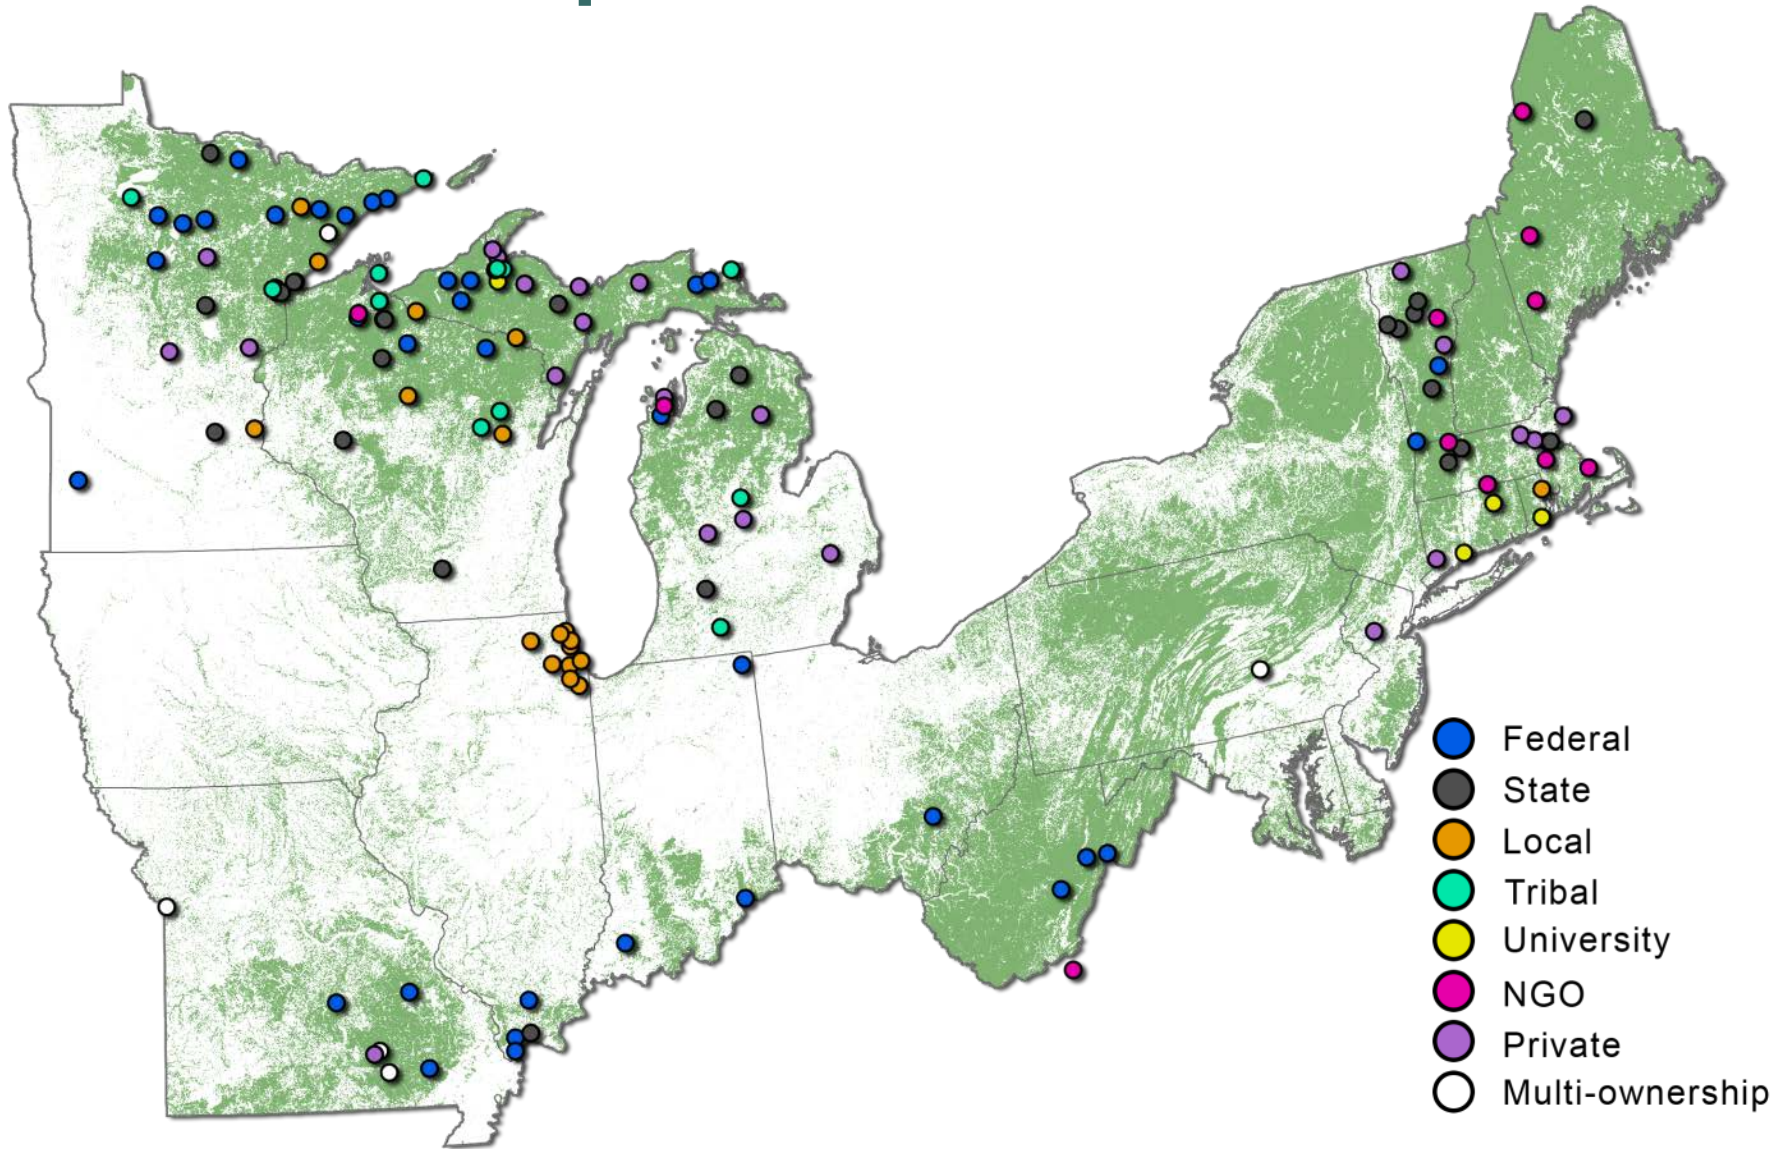 Federal
State
Local
Tribal
University
NGO
Private
Multi-ownership